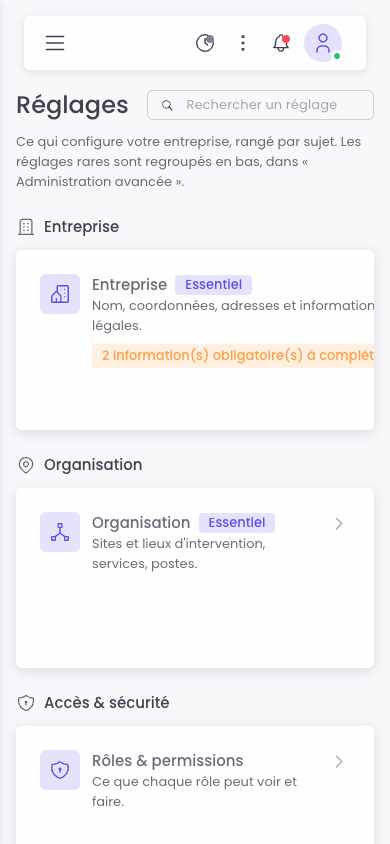 Réglages
Rechercher un réglage
Ce qui configure votre entreprise, rangé par sujet. Les
réglages rares sont regroupés en bas, dans «
Administration avancée ».
Entreprise
Entreprise Essentiel
Nom, coordonnées, adresses et information
légales.
2 information(s) obligatoire(s) à complét
Organisation
Organisation Essentiel
Sites et lieux d'intervention,
services, postes.
Accès & sécurité
Rôles & permissions
Ce que chaque rôle peut voir et
faire.